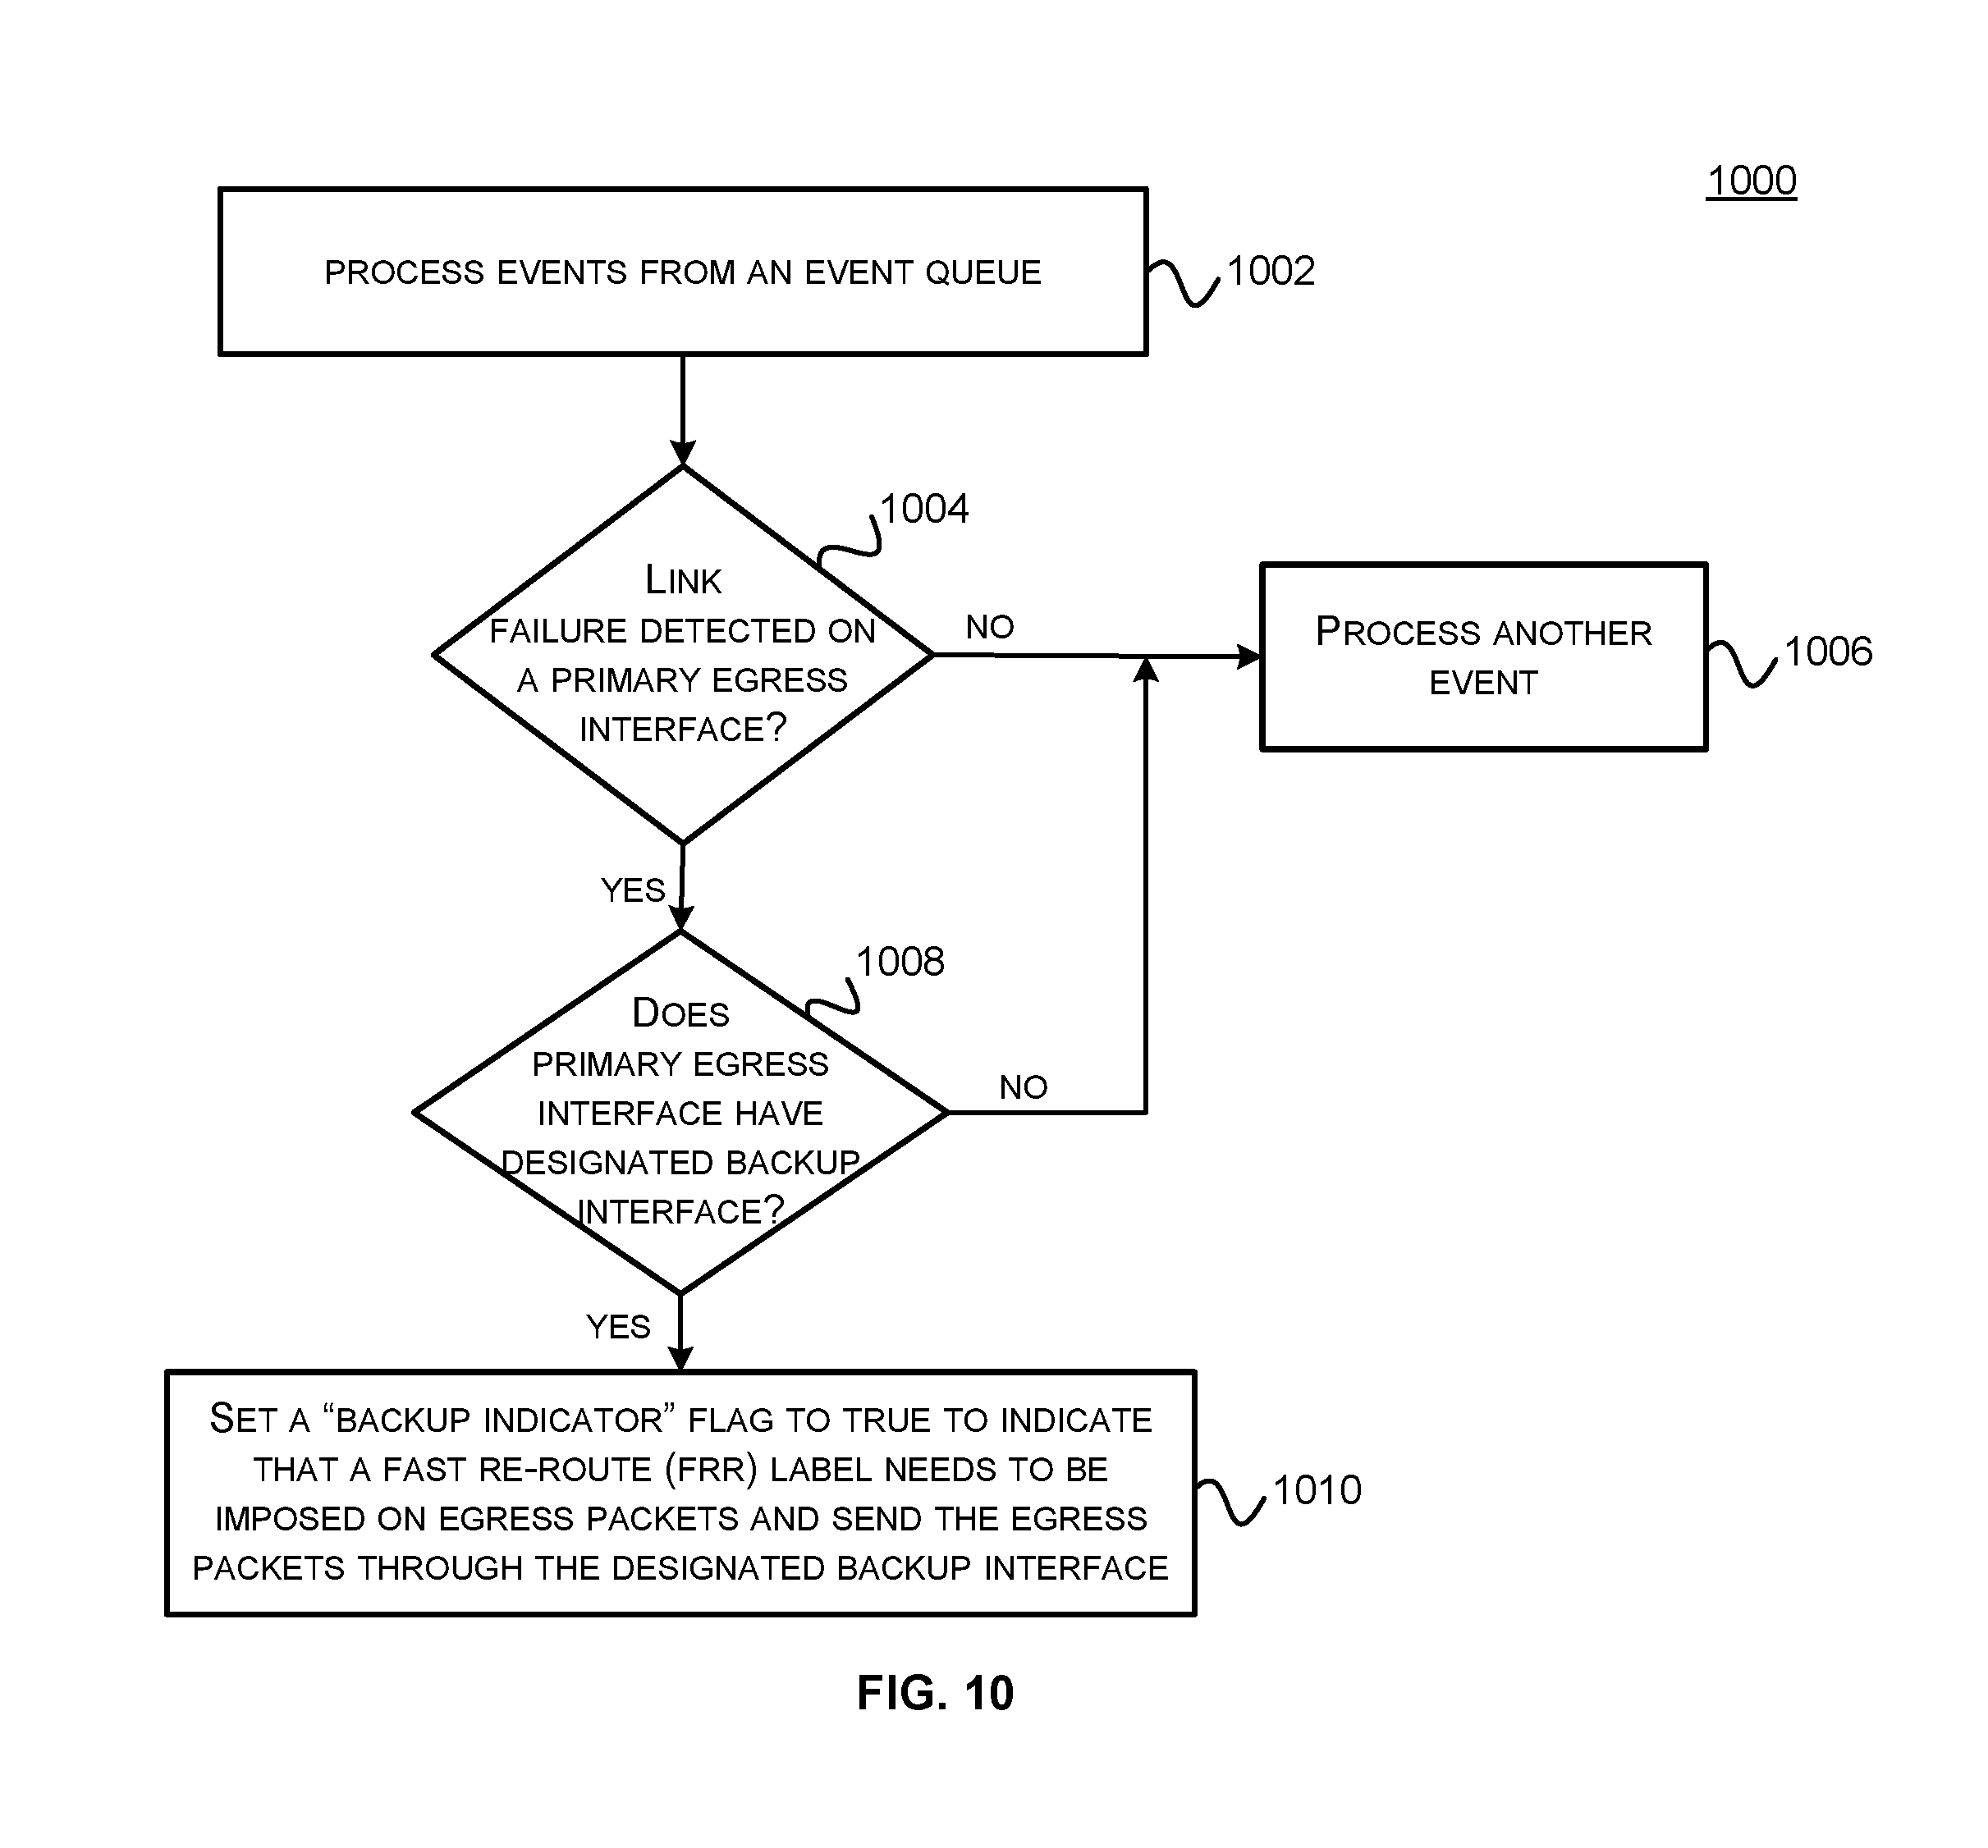 1000
PROCESS EVENTS FROM AN EVENT QUEUE
1002
1004
LINK
FAILURE DETECTED ON
A PRIMARY EGRESS
INTERFACE?
NO
PROCESS ANOTHER
EVENT
1006
YES
1008
DOES
PRIMARY EGRESS
INTERFACE HAVE
DESIGNATED BACKUP
INTERFACE?
NO
YES
SET A “BACKUP INDICATOR” FLAG TO TRUE TO INDICATE
THAT A FAST RE-ROUTE (FRR) LABEL NEEDS TO BE
IMPOSED ON EGRESS PACKETS AND SEND THE EGRESS
PACKETS THROUGH THE DESIGNATED BACKUP INTERFACE
1010
FIG. 10